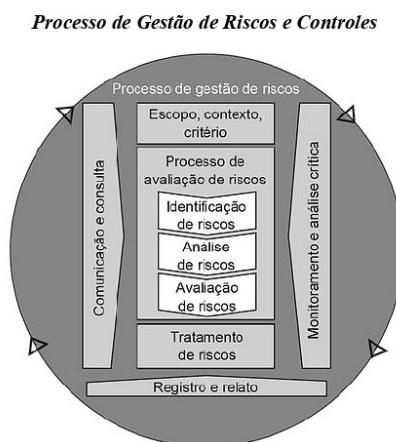 Processo de Gestão de Riscos e Controles
Processo de gestão de riscos
Escopo, contexto,
critério
Processo de
avaliação de riscos
Identificação
de riscos
Análise
de riscos
Avaliação
de riscos
Tratamento
de riscos
Comunicação e consulta
Monitoramento e análise crítica
Registro e relato